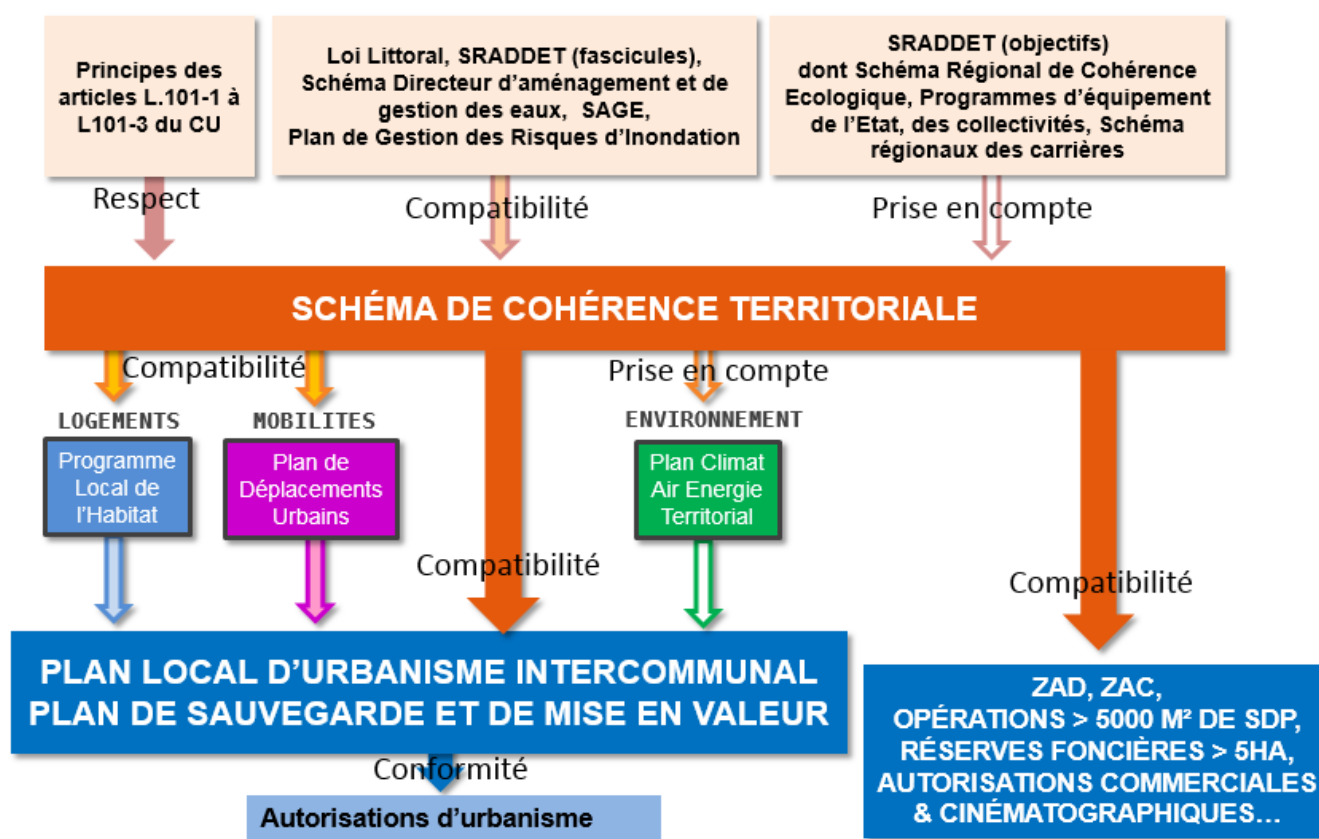 Principes des
articles L.101-1 à
L101-3 du CU
Loi Littoral, SRADDET (fascicules),
Schéma Directeur d'aménagement et de
gestion des eaux, SAGE,
Plan de Gestion des Risques d'Inondation
SRADDET (objectifs)
dont Schéma Régional de Cohérence
Ecologique, Programmes d'équipement
de l'Etat, des collectivités, Schéma
régionaux des carrières
Respect
Compatibilité
Prise en compte
SCHÉMA DE COHÉRENCE TERRITORIALE
Compatibilité
Prise en compte
LOGEMENTS
MOBILITES
ENVIRONNEMENT
Programme
Local de
l'Habitat
Plan de
Déplacements
Urbains
Plan Climat
Air Energie
Territorial
Compatibilité
Compatibilité
PLAN LOCAL D'URBANISME INTERCOMMUNAL
PLAN DE SAUVEGARDE ET DE MISE EN VALEUR
ZAD, ZAC,
OPÉRATIONS > 5000 M² DE SDP,
RÉSERVES FONCIÈRES > 5HA,
AUTORISATIONS COMMERCIALES
& CINÉMATOGRAPHIQUES…
Conformité
Autorisations d'urbanisme